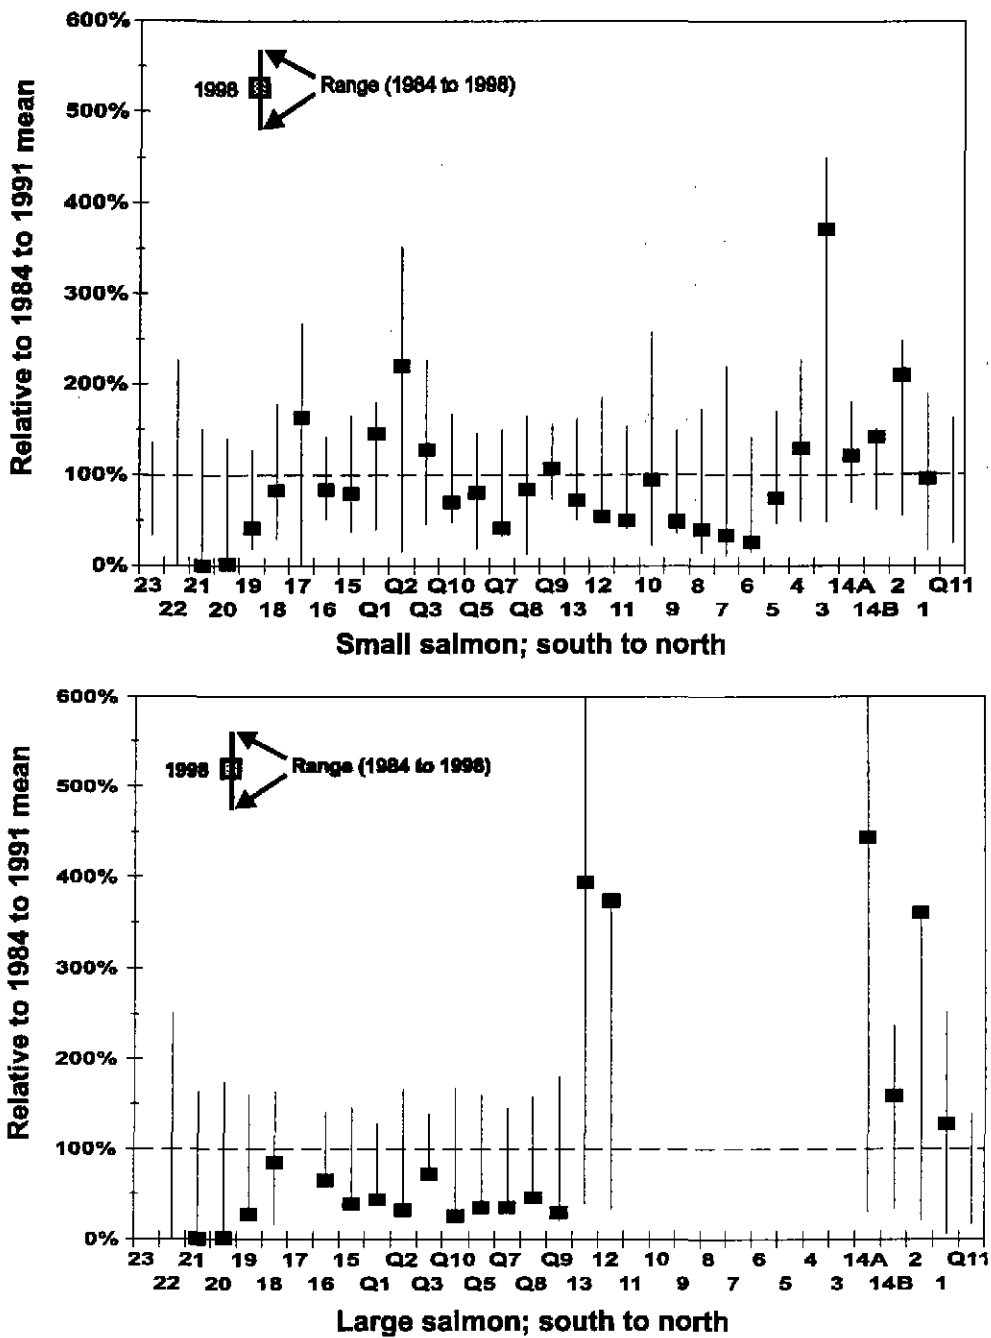 Relative to 1984 to 1991 mean
600%
500%
400%
300%
200%
100%
0%
1998
Range (1984 to 1998)
23 21 19 17 15 Q2 Q10 Q7 Q9 12 10 8 6 4 14A 2 Q11
22 20 18 16 Q1 Q3 Q5 Q8 13 11 9 7 5 3 14B 1
Small salmon; south to north
Relative to 1984 to 1991 mean
600%
500%
400%
300%
200%
100%
0%
1998
Range (1984 to 1998)
23 21 19 17 15 Q2 Q10 Q7 Q9 12 10 8 6 4 14A 2 Q11
22 20 18 16 Q1 Q3 Q5 Q8 13 11 9 7 5 3 14B 1
Large salmon; south to north